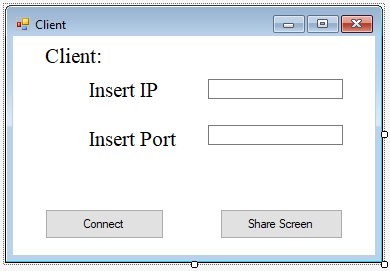 Client
Client:
Insert IP
Insert Port
Connect
Share Screen